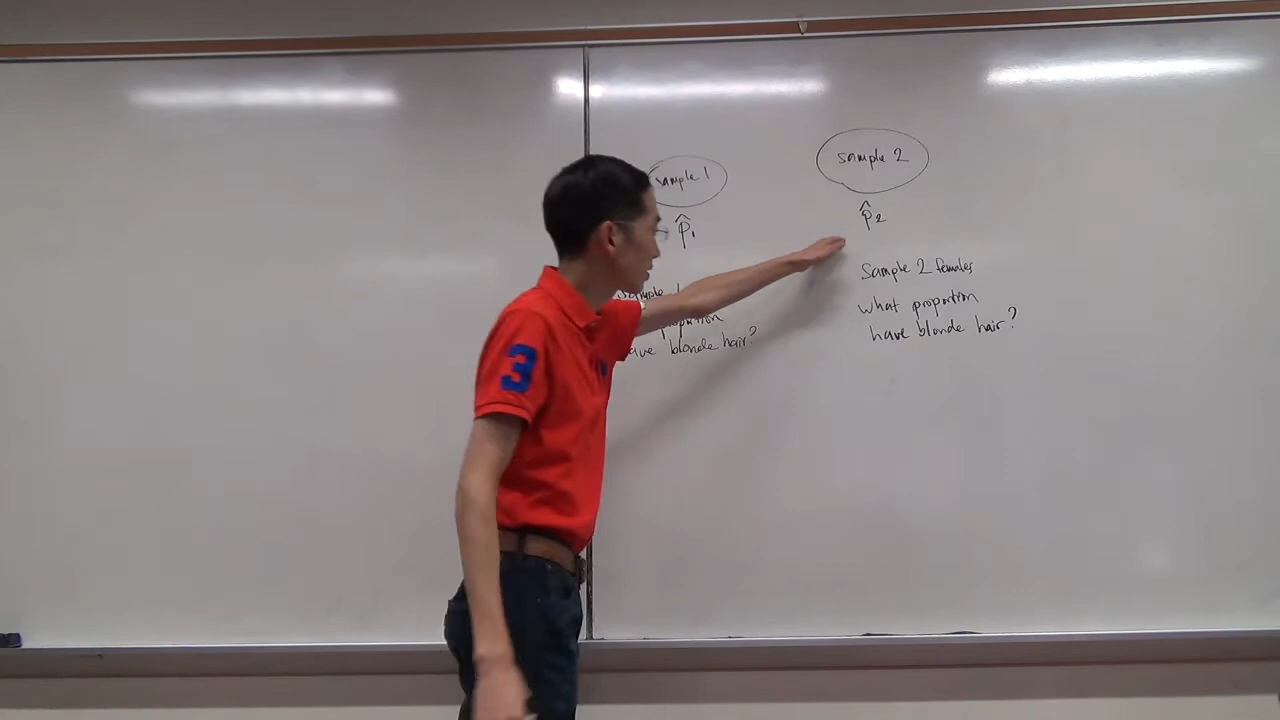 sample 1
p̂₁
Sample 1
proportion
have blonde hair?
sample 2
p̂₂
Sample 2 females
what proportion
have blonde hair?
3